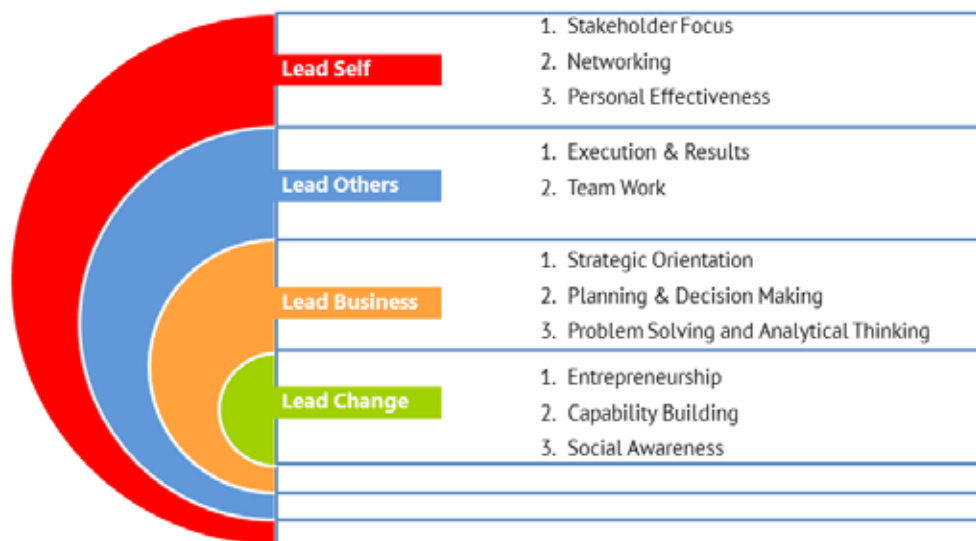 Lead Self
1. Stakeholder Focus
2. Networking
3. Personal Effectiveness
Lead Others
1. Execution & Results
2. Team Work
Lead Business
1. Strategic Orientation
2. Planning & Decision Making
3. Problem Solving and Analytical Thinking
Lead Change
1. Entrepreneurship
2. Capability Building
3. Social Awareness